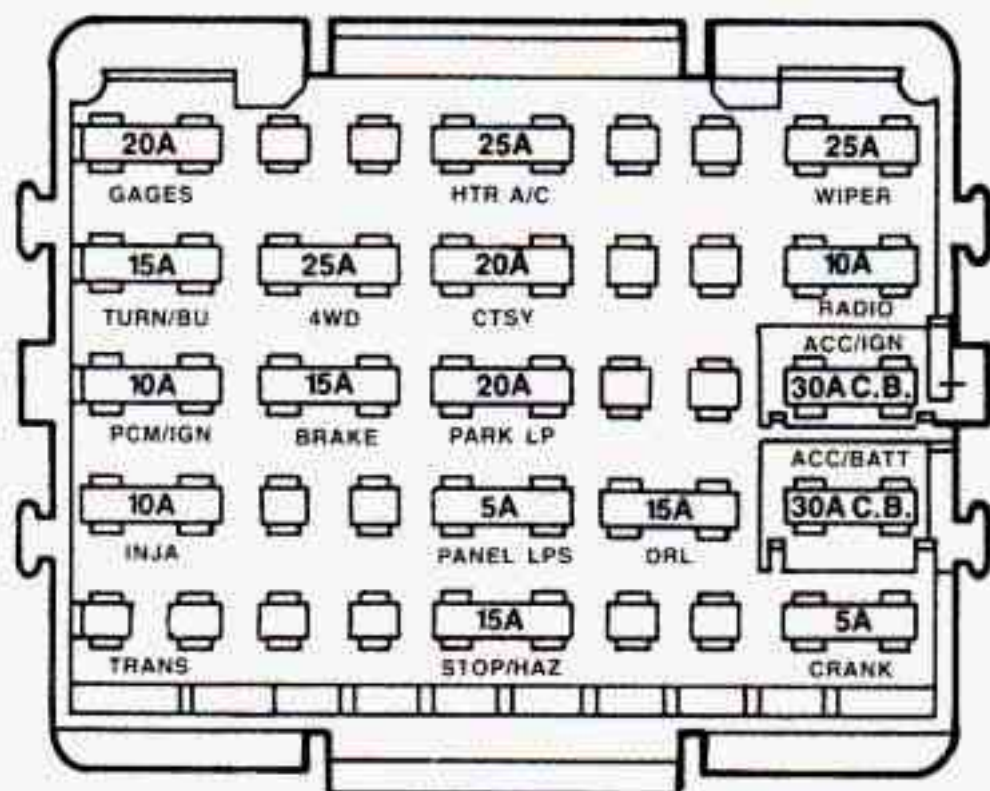 20A 25A 25A
GAGES HTR A/C WIPER
15A 25A 20A 10A
TURN/BU 4WD CTSY RADIO
ACC/IGN
10A 15A 20A 30A C.B.
PCM/IGN BRAKE PARK LP
ACC/BATT
10A 5A 15A 30A C.B.
INJA PANEL LPS DRL
15A 5A
TRANS STOP/HAZ CRANK